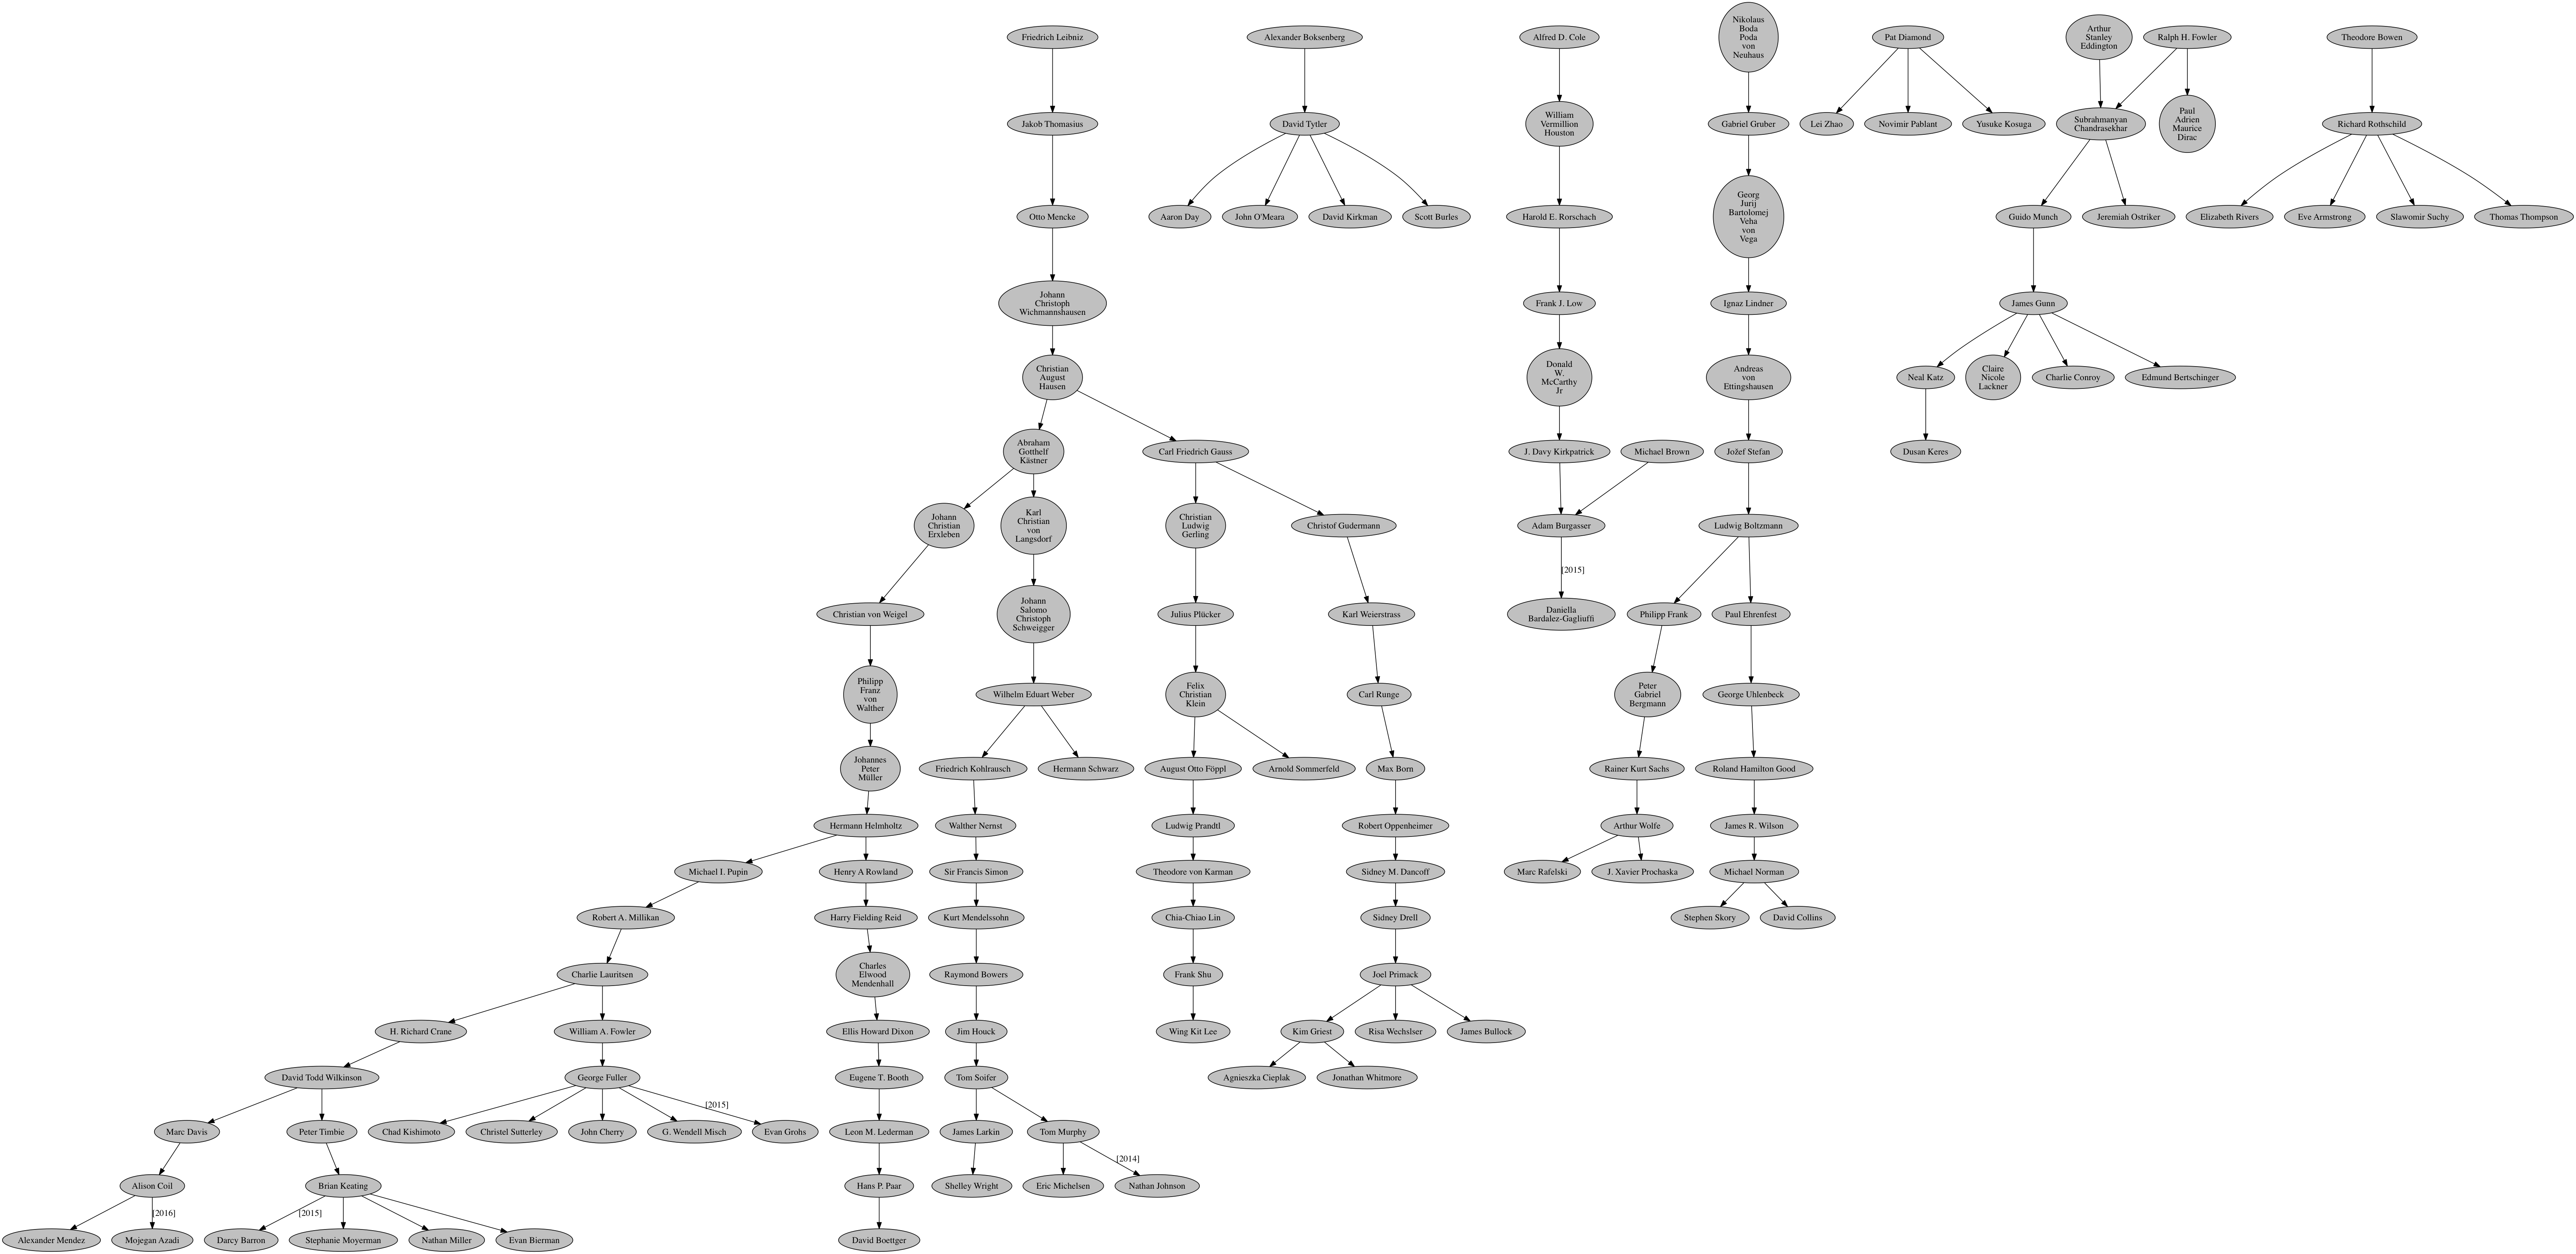 Friedrich Leibniz
Alexander Boksenberg
Alfred D. Cole
Nikolaus
Boda
Poda
von
Neuhaus
Pat Diamond
Arthur
Stanley
Eddington
Ralph H. Fowler
Theodore Bowen
Jakob Thomasius
David Tytler
William
Vermillion
Houston
Gabriel Gruber
Lei Zhao
Novimir Pablant
Yusuke Kosuga
Subrahmanyan
Chandrasekhar
Paul
Adrien
Maurice
Dirac
Richard Rothschild
Otto Mencke
Aaron Day
John O'Meara
David Kirkman
Scott Burles
Harold E. Rorschach
Georg
Jurij
Bartolomej
Veha
von
Vega
Guido Munch
Jeremiah Ostriker
Elizabeth Rivers
Eve Armstrong
Slawomir Suchy
Thomas Thompson
Johann
Christoph
Wichmannshausen
Frank J. Low
Ignaz Lindner
James Gunn
Christian
August
Hausen
Donald
W.
McCarthy
Jr
Andreas
von
Ettingshausen
Neal Katz
Claire
Nicole
Lackner
Charlie Conroy
Edmund Bertschinger
Abraham
Gotthelf
Kästner
Carl Friedrich Gauss
J. Davy Kirkpatrick
Michael Brown
Jožef Stefan
Dusan Keres
Johann
Christian
Erxleben
Karl
Christian
von
Langsdorf
Christian
Ludwig
Gerling
Christof Gudermann
Adam Burgasser
Ludwig Boltzmann
[2015]
Christian von Weigel
Johann
Salomo
Christoph
Schweigger
Julius Plücker
Karl Weierstrass
Daniella
Bardalez-Gagliuffi
Philipp Frank
Paul Ehrenfest
Philipp
Franz
von
Walther
Wilhelm Eduart Weber
Felix
Christian
Klein
Carl Runge
Peter
Gabriel
Bergmann
George Uhlenbeck
Johannes
Peter
Müller
Friedrich Kohlrausch
Hermann Schwarz
August Otto Föppl
Arnold Sommerfeld
Max Born
Rainer Kurt Sachs
Roland Hamilton Good
Hermann Helmholtz
Walther Nernst
Ludwig Prandtl
Robert Oppenheimer
Arthur Wolfe
James R. Wilson
Michael I. Pupin
Henry A Rowland
Sir Francis Simon
Theodore von Karman
Sidney M. Dancoff
Marc Rafelski
J. Xavier Prochaska
Michael Norman
Robert A. Millikan
Harry Fielding Reid
Kurt Mendelssohn
Chia-Chiao Lin
Sidney Drell
Stephen Skory
David Collins
Charlie Lauritsen
Charles
Elwood
Mendenhall
Raymond Bowers
Frank Shu
Joel Primack
H. Richard Crane
William A. Fowler
Ellis Howard Dixon
Jim Houck
Wing Kit Lee
Kim Griest
Risa Wechslser
James Bullock
David Todd Wilkinson
George Fuller
Eugene T. Booth
Tom Soifer
Agnieszka Cieplak
Jonathan Whitmore
[2015]
Marc Davis
Peter Timbie
Chad Kishimoto
Christel Sutterley
John Cherry
G. Wendell Misch
Evan Grohs
Leon M. Lederman
James Larkin
Tom Murphy
[2014]
Alison Coil
Brian Keating
Hans P. Paar
Shelley Wright
Eric Michelsen
Nathan Johnson
[2016]
[2015]
Alexander Mendez
Mojegan Azadi
Darcy Barron
Stephanie Moyerman
Nathan Miller
Evan Bierman
David Boettger